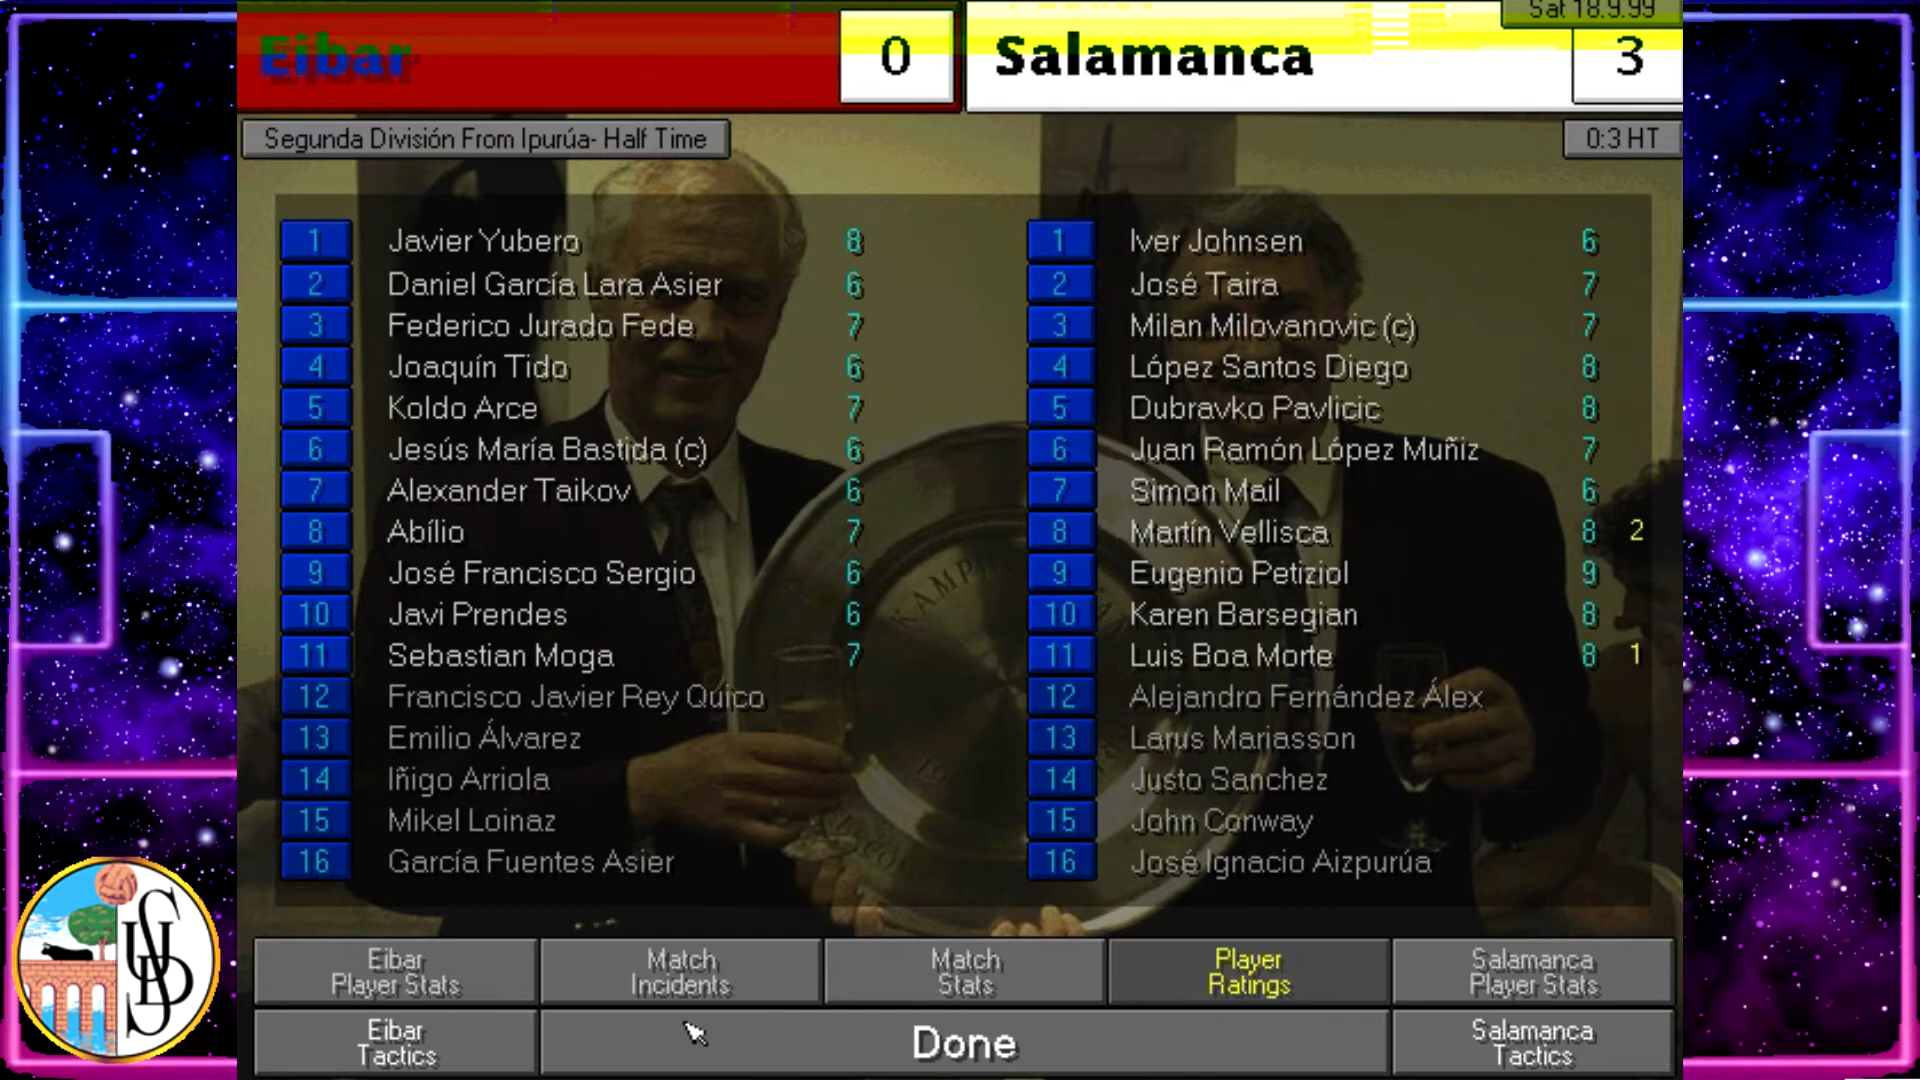 Sat 18.9.99
Eibar 0 Salamanca 3
Segunda División From Ipurúa- Half Time 0:3 HT
1 Javier Yubero 8 1 Iver Johnsen 6
2 Daniel García Lara Asier 6 2 José Taira 7
3 Federico Jurado Fede 7 3 Milan Milovanovic (c) 7
4 Joaquín Tido 6 4 López Santos Diego 8
5 Koldo Arce 7 5 Dubravko Pavlicic 8
6 Jesús María Bastida (c) 6 6 Juan Ramón López Muñiz 7
7 Alexander Taikov 6 7 Simon Mail 6
8 Abílio 7 8 Martín Vellisca 8 2
9 José Francisco Sergio 6 9 Eugenio Petiziol 9
10 Javi Prendes 6 10 Karen Barsegian 8
11 Sebastian Moga 7 11 Luis Boa Morte 8 1
12 Francisco Javier Rey Quico 12 Alejandro Fernández Álex
13 Emilio Álvarez 13 Larus Mariasson
14 Iñigo Arriola 14 Justo Sanchez
15 Mikel Loinaz 15 John Conway
16 García Fuentes Asier 16 José Ignacio Aizpurúa
Eibar Match Match Player Salamanca
Player Stats Incidents Stats Ratings Player Stats
Eibar Done Salamanca
Tactics Tactics